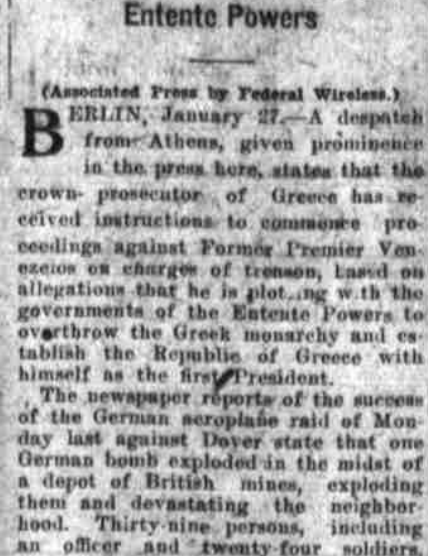 Entente Powers
(Associated Press by Federal Wireless.)
BERLIN, January 27.—A despatch
from Athens, given prominence
in the press here, states that the
crown prosecutor of Greece has re-
ceived instructions to commence pro-
ceedings against Former Premier Ven-
ezelos on charges of treason, based on
allegations that he is plotting with the
governments of the Entente Powers to
overthrow the Greek monarchy and es-
tablish the Republic of Greece with
himself as the first President.
The newspaper reports of the success
of the German aeroplane raid of Mon-
day last against Dover state that one
German bomb exploded in the midst of
a depot of British mines, exploding
them and devastating the neighbor-
hood. Thirty-nine persons, including
an officer and twenty-four soldiers,